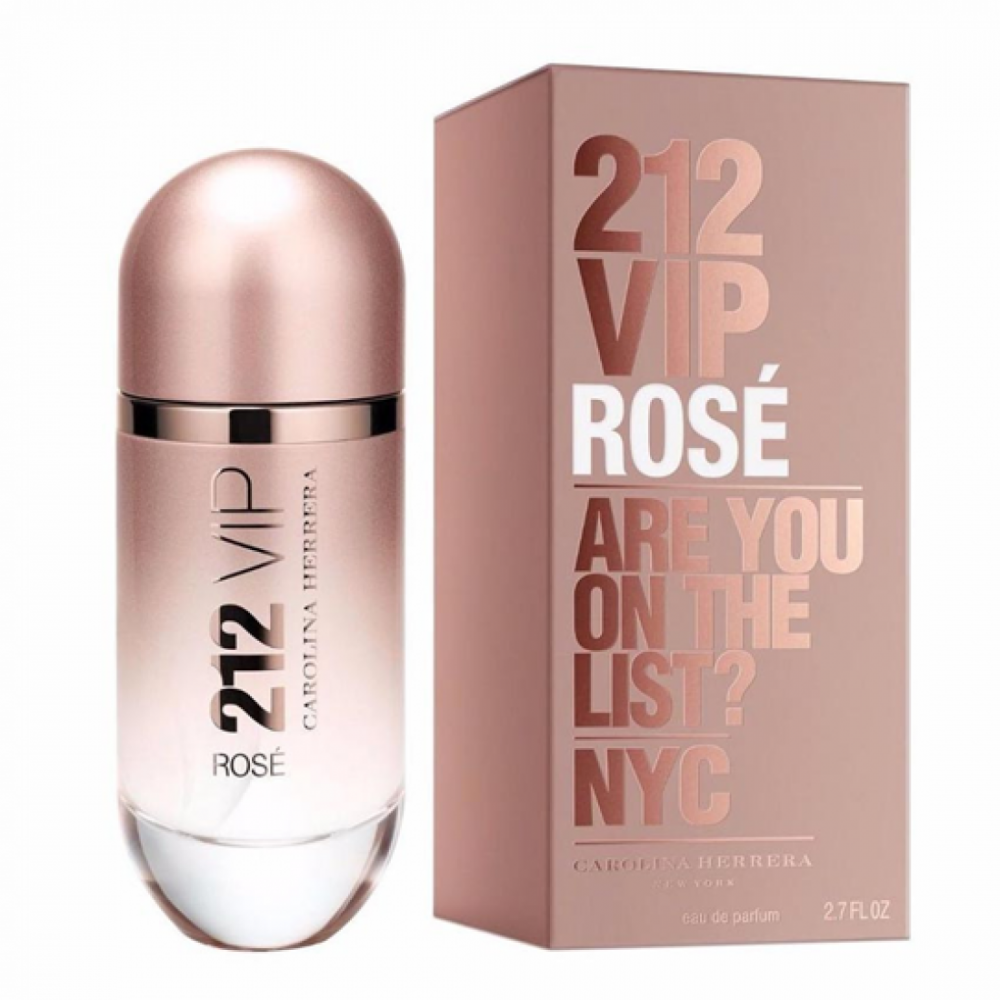 212 VIP
CAROLINA HERRERA
ROSÉ
212
VIP
ROSÉ
ARE YOU
ON THE
LIST?
NYC
CAROLINA HERRERA
NEW YORK
eau de parfum
2.7 FL OZ